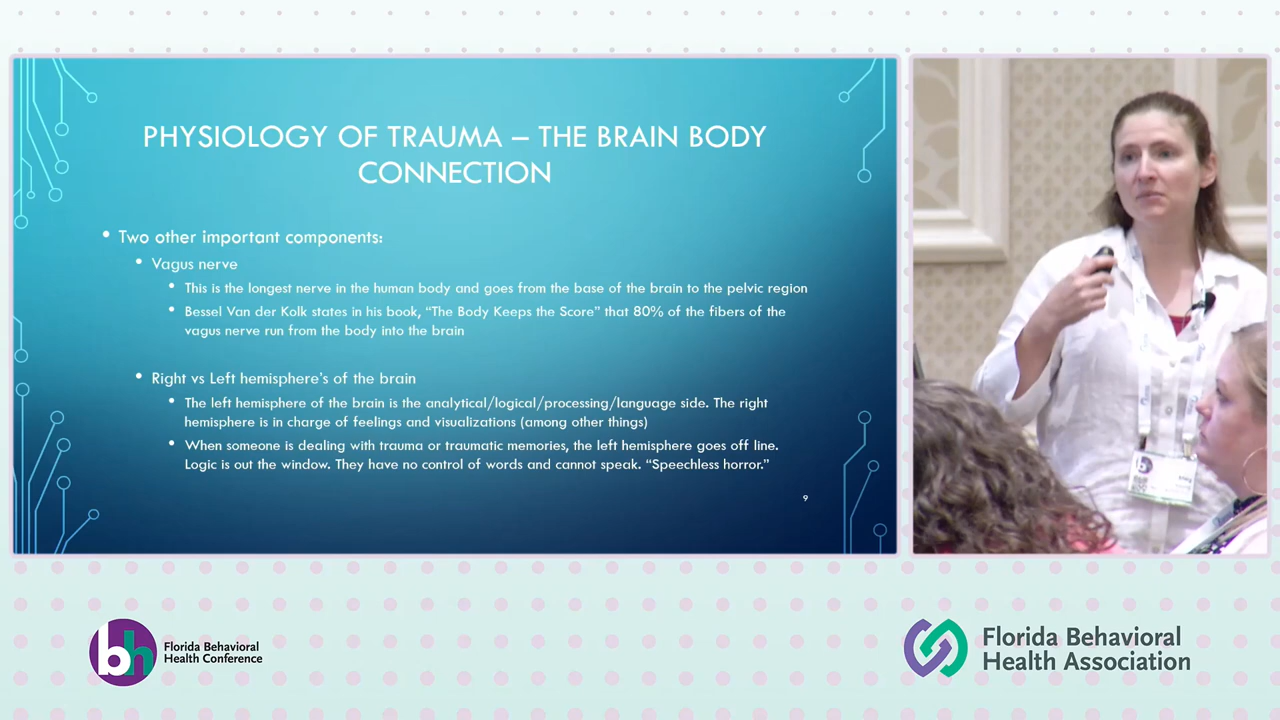 PHYSIOLOGY OF TRAUMA – THE BRAIN BODY
CONNECTION
• Two other important components:
• Vagus nerve
• This is the longest nerve in the human body and goes from the base of the brain to the pelvic region
• Bessel Van der Kolk states in his book, “The Body Keeps the Score” that 80% of the fibers of the
vagus nerve run from the body into the brain
• Right vs Left hemisphere’s of the brain
• The left hemisphere of the brain is the analytical/logical/processing/language side. The right
hemisphere is in charge of feelings and visualizations (among other things)
• When someone is dealing with trauma or traumatic memories, the left hemisphere goes off line.
Logic is out the window. They have no control of words and cannot speak. “Speechless horror.”
9
bh
Florida Behavioral
Health Conference
Florida Behavioral
Health Association